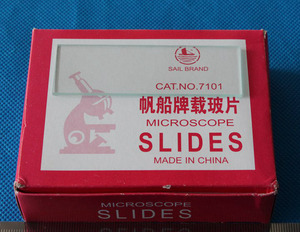 SAIL BRAND
CAT.NO.7101
帆船牌载玻片
MICROSCOPE
SLIDES
MADE IN CHINA
MICROSCOPE
SLIDES